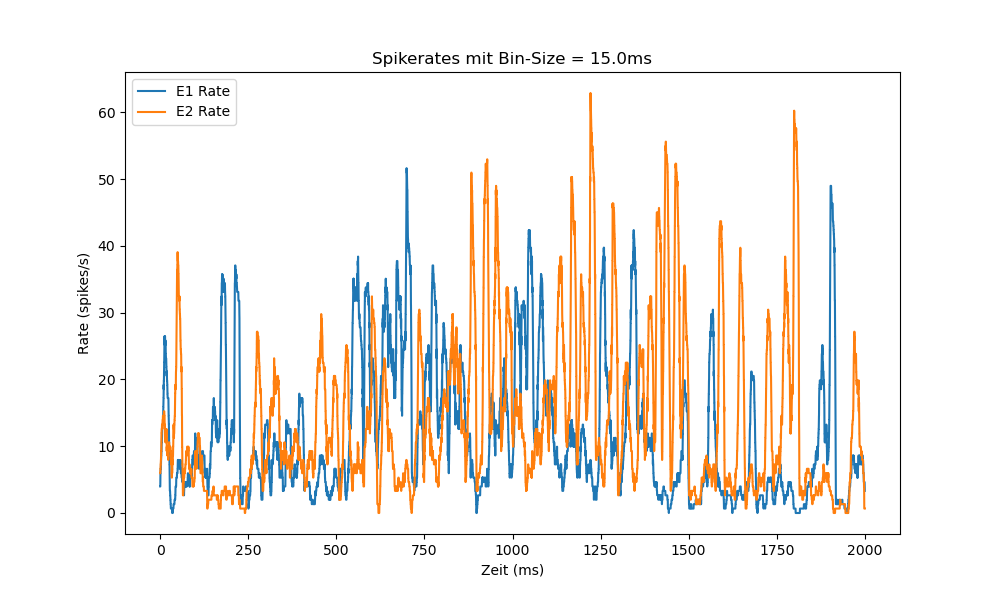 Spikerates mit Bin-Size = 15.0ms
E1 Rate
E2 Rate
60
50
40
30
20
10
0
Rate (spikes/s)
0 250 500 750 1000 1250 1500 1750 2000
Zeit (ms)